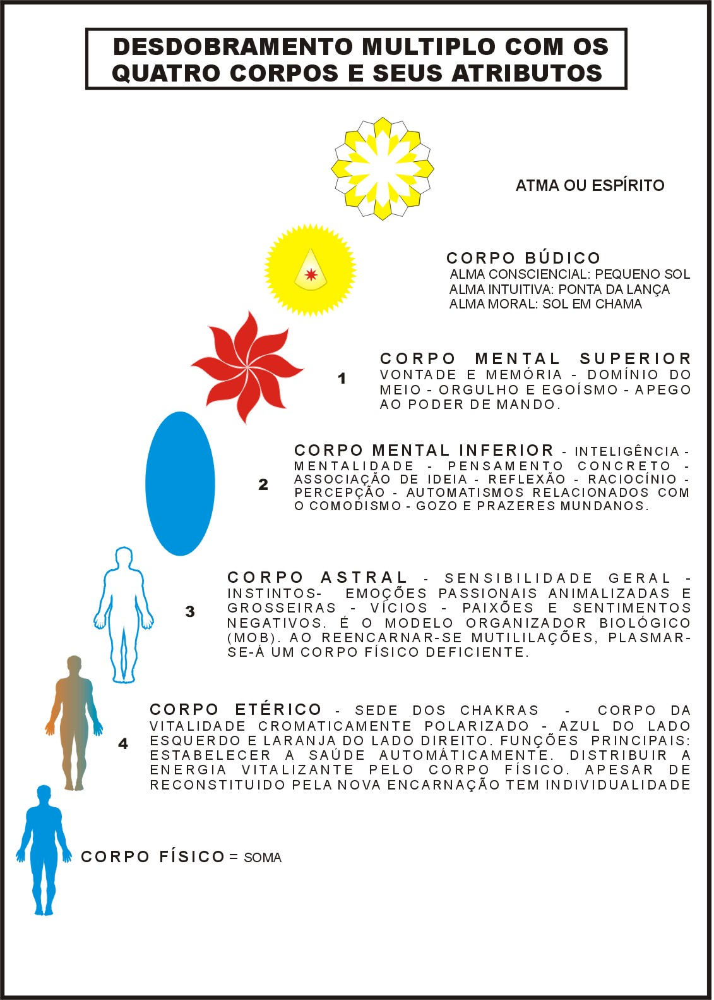 DESDOBRAMENTO MULTIPLO COM OS
QUATRO CORPOS E SEUS ATRIBUTOS
ATMA OU ESPÍRITO
CORPO BÚDICO
ALMA CONSCIENCIAL: PEQUENO SOL
ALMA INTUITIVA: PONTA DA LANÇA
ALMA MORAL: SOL EM CHAMA
1
CORPO MENTAL SUPERIOR
VONTADE E MEMÓRIA - DOMÍNIO DO
MEIO - ORGULHO E EGOÍSMO - APEGO
AO PODER DE MANDO.
2
CORPO MENTAL INFERIOR - INTELIGÊNCIA -
MENTALIDADE - PENSAMENTO CONCRETO -
ASSOCIAÇÃO DE IDEIA - REFLEXÃO - RACIOCÍNIO -
PERCEPÇÃO - AUTOMATISMOS RELACIONADOS COM
O COMODISMO - GOZO E PRAZERES MUNDANOS.
3
CORPO ASTRAL - SENSIBILIDADE GERAL -
INSTINTOS- EMOÇÕES PASSIONAIS ANIMALIZADAS E
GROSSEIRAS - VÍCIOS - PAIXÕES E SENTIMENTOS
NEGATIVOS. É O MODELO ORGANIZADOR BIOLÓGICO
(MOB). AO REENCARNAR-SE MUTILILAÇÕES, PLASMAR-
SE-Á UM CORPO FÍSICO DEFICIENTE.
4
CORPO ETÉRICO - SEDE DOS CHAKRAS - CORPO DA
VITALIDADE CROMATICAMENTE POLARIZADO - AZUL DO LADO
ESQUERDO E LARANJA DO LADO DIREITO. FUNÇÕES PRINCIPAIS:
ESTABELECER A SAÚDE AUTOMÁTICAMENTE. DISTRIBUIR A
ENERGIA VITALIZANTE PELO CORPO FÍSICO. APESAR DE
RECONSTITUIDO PELA NOVA ENCARNAÇÃO TEM INDIVIDUALIDADE
CORPO FÍSICO = SOMA